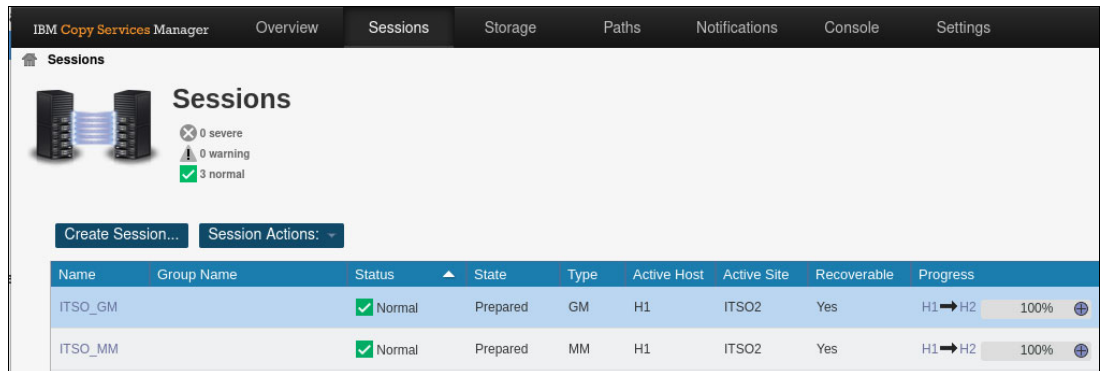 IBM Copy Services Manager Overview Sessions Storage Paths Notifications Console Settings
Sessions
Sessions
0 severe
0 warning
3 normal
Create Session... Session Actions:
Name Group Name Status State Type Active Host Active Site Recoverable Progress
ITSO_GM Normal Prepared GM H1 ITSO2 Yes H1 H2 100%
ITSO_MM Normal Prepared MM H1 ITSO2 Yes H1 H2 100%